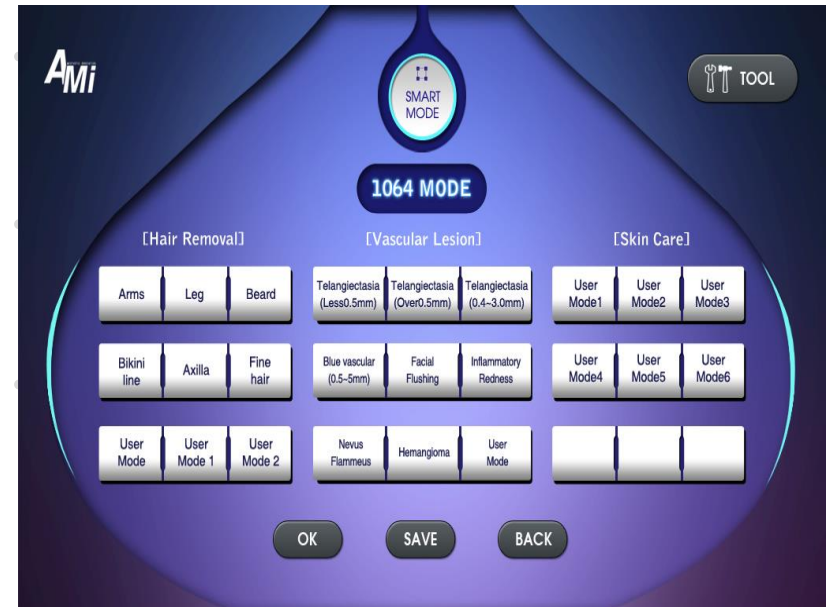 AMi
TOOL
SMART
MODE
1064 MODE
[Hair Removal]
[Vascular Lesion]
[Skin Care]
Arms
Leg
Beard
Telangiectasia
(Less0.5mm)
Telangiectasia
(Over0.5mm)
Telangiectasia
(0.4~3.0mm)
User
Mode1
User
Mode2
User
Mode3
Bikini
line
Axilla
Fine
hair
Blue vascular
(0.5~5mm)
Facial
Flushing
Inflammatory
Redness
User
Mode4
User
Mode5
User
Mode6
User
Mode
User
Mode 1
User
Mode 2
Nevus
Flammeus
Hemangioma
User
Mode
OK
SAVE
BACK